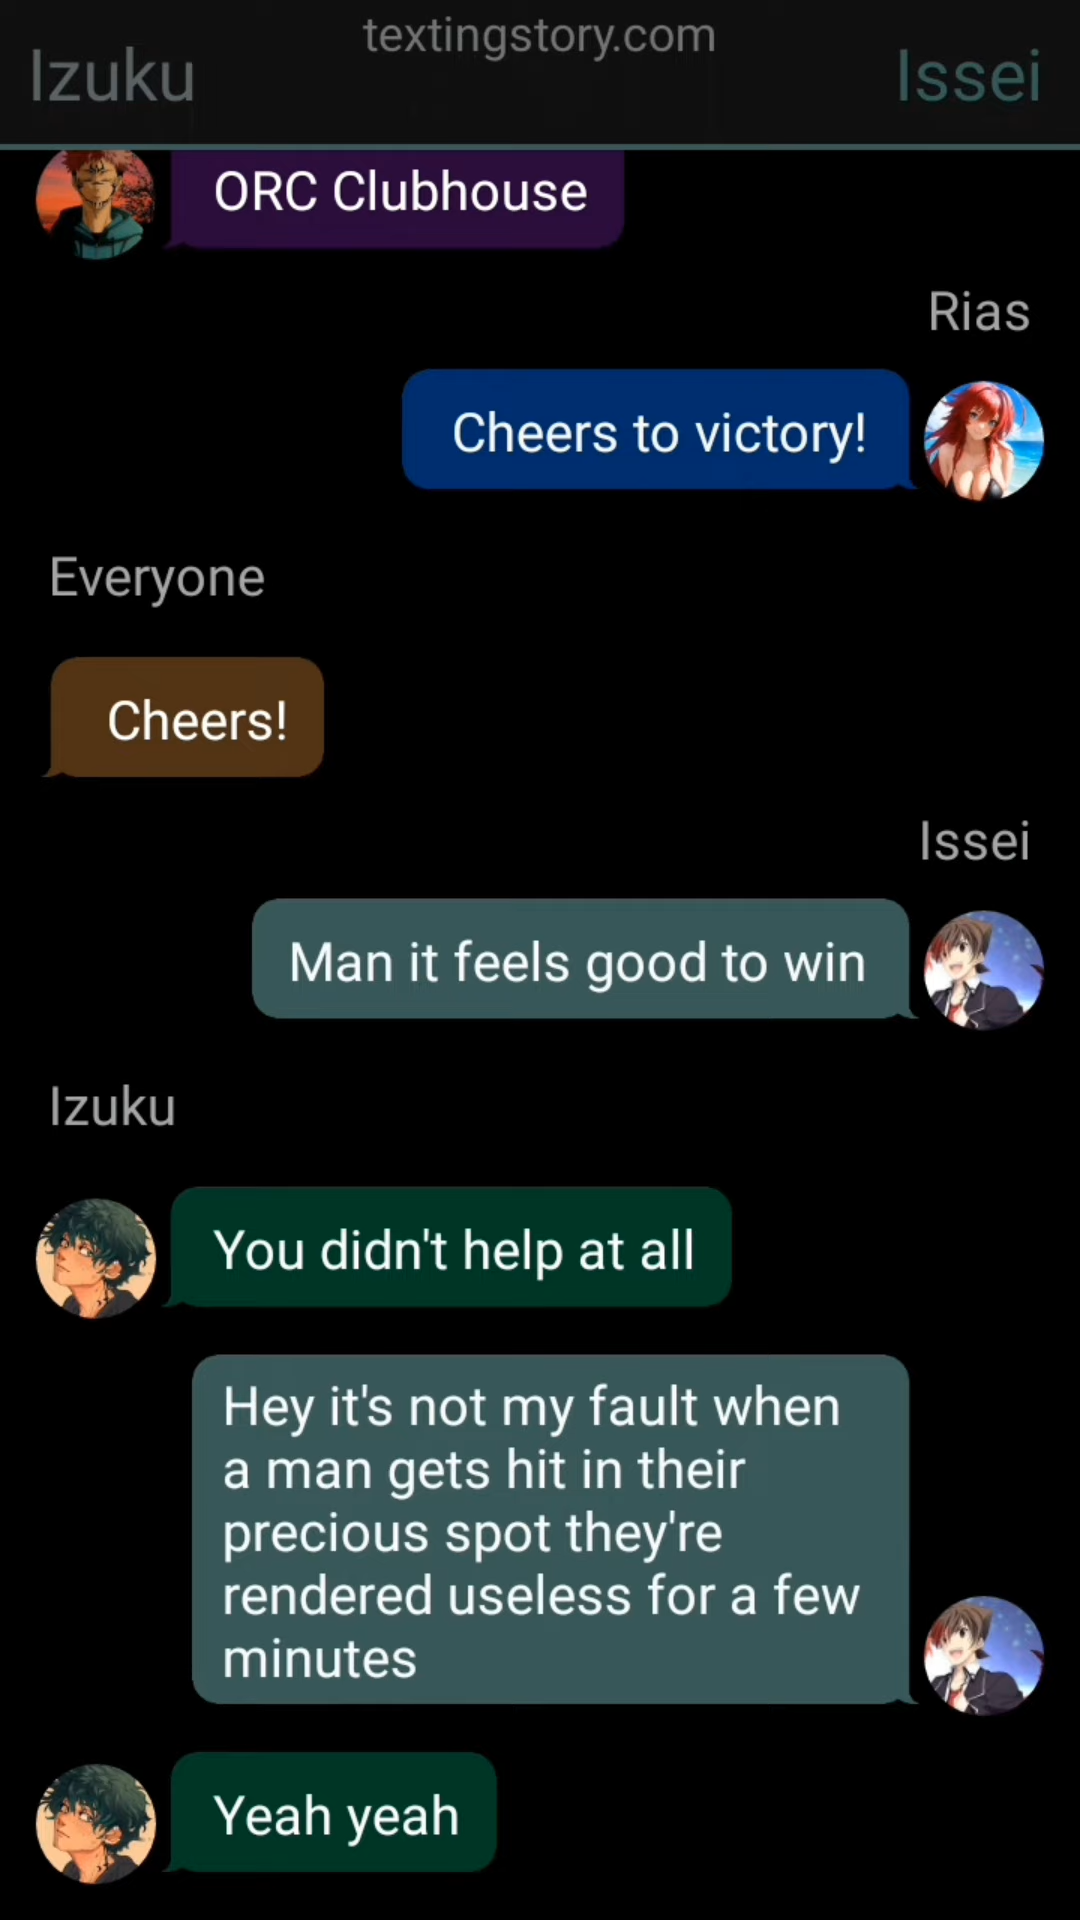 textingstory.com
Izuku
Issei
ORC Clubhouse
Rias
Cheers to victory!
Everyone
Cheers!
Issei
Man it feels good to win
Izuku
You didn't help at all
Hey it's not my fault when
a man gets hit in their
precious spot they're
rendered useless for a few
minutes
Yeah yeah